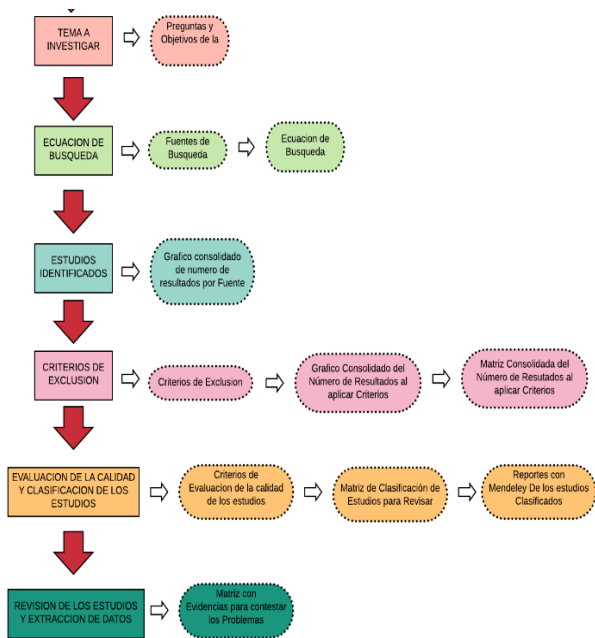 TEMA A
INVESTIGAR
Preguntas y
Objetivos de la
ECUACION DE
BUSQUEDA
Fuentes de
Busqueda
Ecuacion de
Busqueda
ESTUDIOS
IDENTIFICADOS
Grafico consolidado
de numero de
resultados por Fuente
CRITERIOS DE
EXCLUSION
Criterios de Exclusion
Grafico Consolidado del
Número de Resultados al
aplicar Criterios
Matriz Consolidada del
Número de Resutados al
aplicar Criterios
EVALUACION DE LA CALIDAD
Y CLASIFICACION DE LOS
ESTUDIOS
Criterios de
Evaluacion de la calidad
de los estudios
Matriz de Clasificación de
Estudios para Revisar
Reportes con
Mendeley De los estudios
Clasificados
REVISION DE LOS ESTUDIOS
Y EXTRACCION DE DATOS
Matriz con
Evidencias para contestar
los Problemas